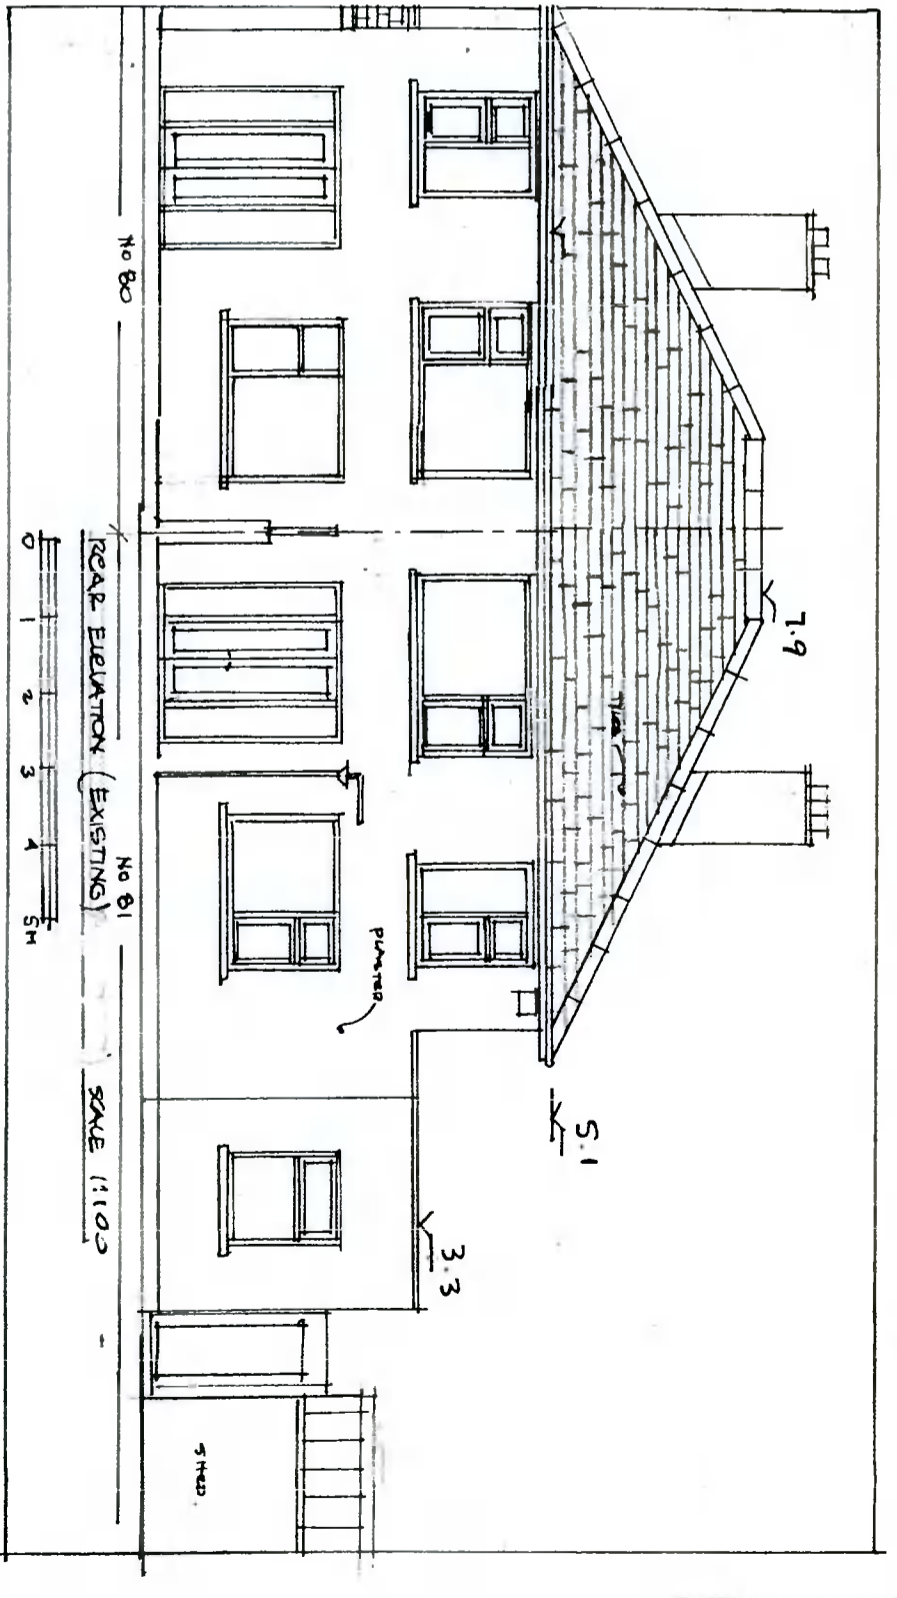 7.9
TILES
5.1
3.3
PLASTER
SHED.
No 80
No 81
REAR ELEVATION (EXISTING) SCALE 1:100
0 1 2 3 4 5M